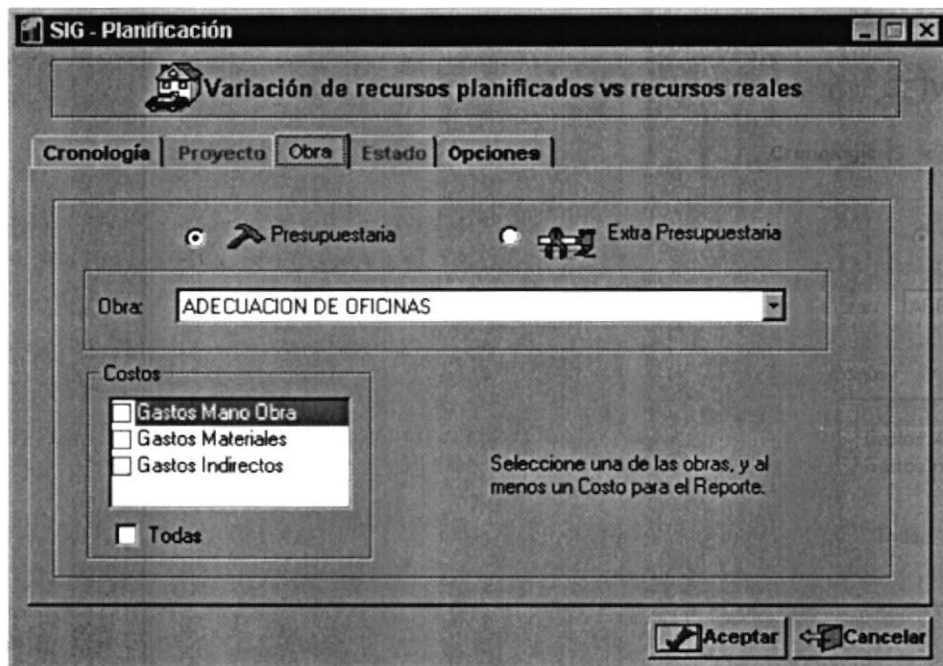 SIG - Planificación
Variación de recursos planificados vs recursos reales
Cronología Proyecto Obra Estado Opciones
Presupuestaria Extra Presupuestaria
Obra: ADECUACION DE OFICINAS
Costos
Gastos Mano Obra
Gastos Materiales
Gastos Indirectos
Todas
Seleccione una de las obras, y al
menos un Costo para el Reporte.
Aceptar Cancelar